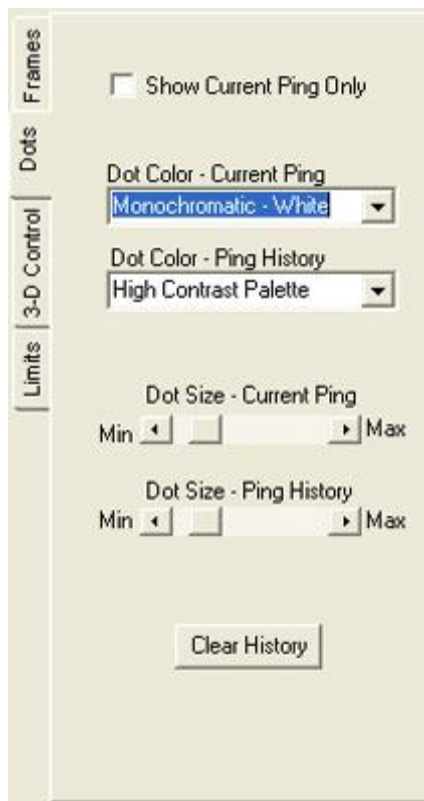 Frames
Dots
3-D Control
Limits
Show Current Ping Only
Dot Color - Current Ping
Monochromatic - White
Dot Color - Ping History
High Contrast Palette
Dot Size - Current Ping
Min Max
Dot Size - Ping History
Min Max
Clear History